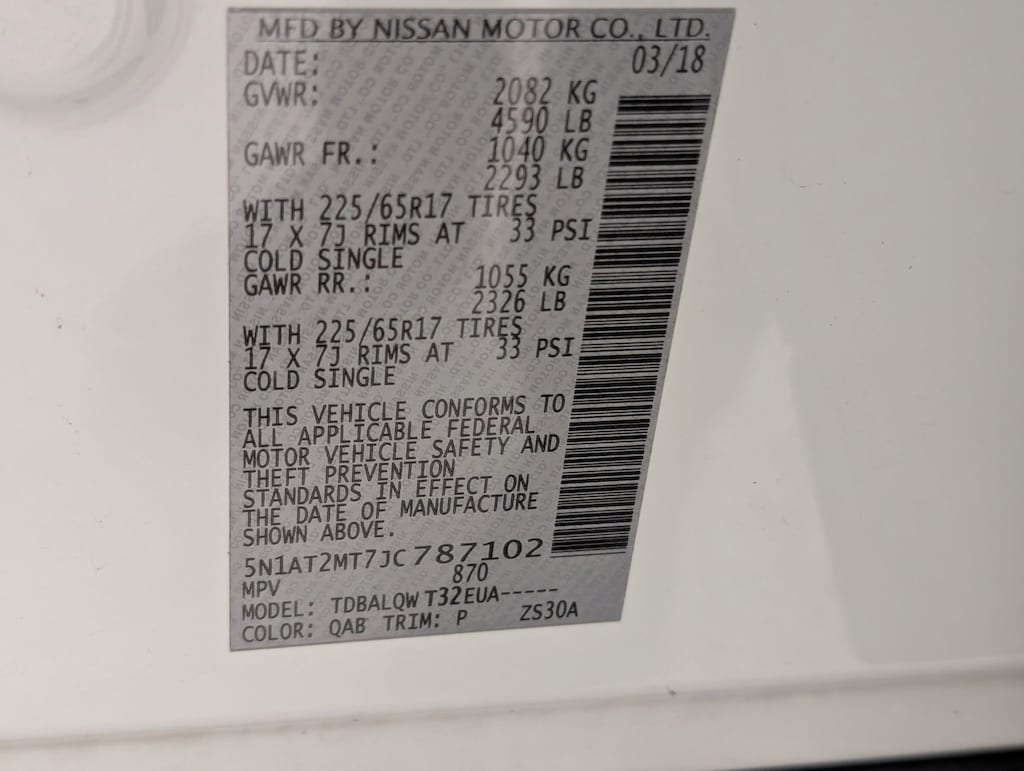 MFD BY NISSAN MOTOR CO., LTD.
DATE: 03/18
GVWR: 2082 KG
4590 LB
GAWR FR.: 1040 KG
2293 LB
WITH 225/65R17 TIRES
17 X 7J RIMS AT 33 PSI
COLD SINGLE
GAWR RR.: 1055 KG
2326 LB
WITH 225/65R17 TIRES
17 X 7J RIMS AT 33 PSI
COLD SINGLE
THIS VEHICLE CONFORMS TO
ALL APPLICABLE FEDERAL
MOTOR VEHICLE SAFETY AND
THEFT PREVENTION
STANDARDS IN EFFECT ON
THE DATE OF MANUFACTURE
SHOWN ABOVE.
5N1AT2MT7JC787102
MPV 870
MODEL: TDBALQW T32EUA-----
COLOR: QAB TRIM: P ZS30A